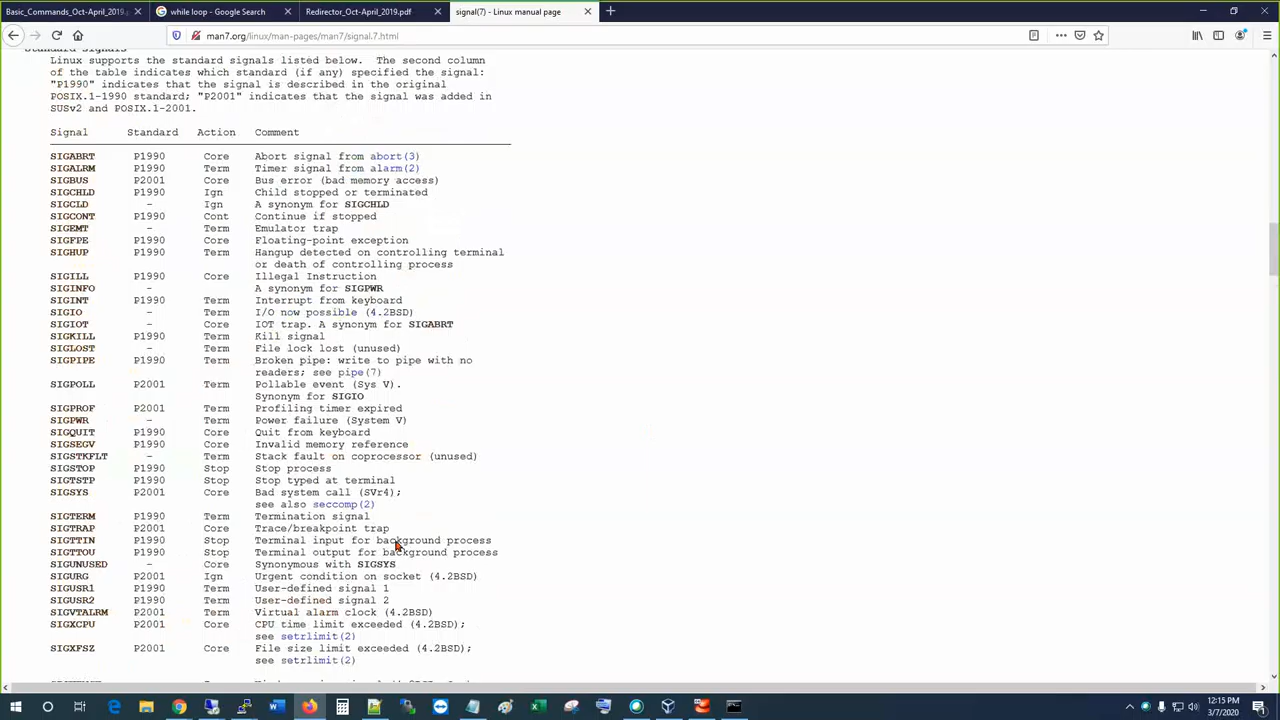 Basic_Commands_Oct-April_2019.
while loop - Google Search
Redirector_Oct-April_2019.pdf
signal(7) - Linux manual page
man7.org/linux/man-pages/man7/signal.7.html
Standard signals
Linux supports the standard signals listed below. The second column
of the table indicates which standard (if any) specified the signal:
"P1990" indicates that the signal is described in the original
POSIX.1-1990 standard; "P2001" indicates that the signal was added in
SUSv2 and POSIX.1-2001.
Signal Standard Action Comment
SIGABRT P1990 Core Abort signal from abort(3)
SIGALRM P1990 Term Timer signal from alarm(2)
SIGBUS P2001 Core Bus error (bad memory access)
SIGCHLD P1990 Ign Child stopped or terminated
SIGCLD - Ign A synonym for SIGCHLD
SIGCONT P1990 Cont Continue if stopped
SIGEMT - Term Emulator trap
SIGFPE P1990 Core Floating-point exception
SIGHUP P1990 Term Hangup detected on controlling terminal
or death of controlling process
SIGILL P1990 Core Illegal Instruction
SIGINFO - A synonym for SIGPWR
SIGINT P1990 Term Interrupt from keyboard
SIGIO - Term I/O now possible (4.2BSD)
SIGIOT - Core IOT trap. A synonym for SIGABRT
SIGKILL P1990 Term Kill signal
SIGLOST - Term File lock lost (unused)
SIGPIPE P1990 Term Broken pipe: write to pipe with no
readers; see pipe(7)
SIGPOLL P2001 Term Pollable event (Sys V).
Synonym for SIGIO
SIGPROF P2001 Term Profiling timer expired
SIGPWR - Term Power failure (System V)
SIGQUIT P1990 Core Quit from keyboard
SIGSEGV P1990 Core Invalid memory reference
SIGSTKFLT - Term Stack fault on coprocessor (unused)
SIGSTOP P1990 Stop Stop process
SIGTSTP P1990 Stop Stop typed at terminal
SIGSYS P2001 Core Bad system call (SVr4);
see also seccomp(2)
SIGTERM P1990 Term Termination signal
SIGTRAP P2001 Core Trace/breakpoint trap
SIGTTIN P1990 Stop Terminal input for background process
SIGTTOU P1990 Stop Terminal output for background process
SIGUNUSED - Core Synonymous with SIGSYS
SIGURG P2001 Ign Urgent condition on socket (4.2BSD)
SIGUSR1 P1990 Term User-defined signal 1
SIGUSR2 P1990 Term User-defined signal 2
SIGVTALRM P2001 Term Virtual alarm clock (4.2BSD)
SIGXCPU P2001 Core CPU time limit exceeded (4.2BSD);
see setrlimit(2)
SIGXFSZ P2001 Core File size limit exceeded (4.2BSD);
see setrlimit(2)
12:15 PM
3/7/2020